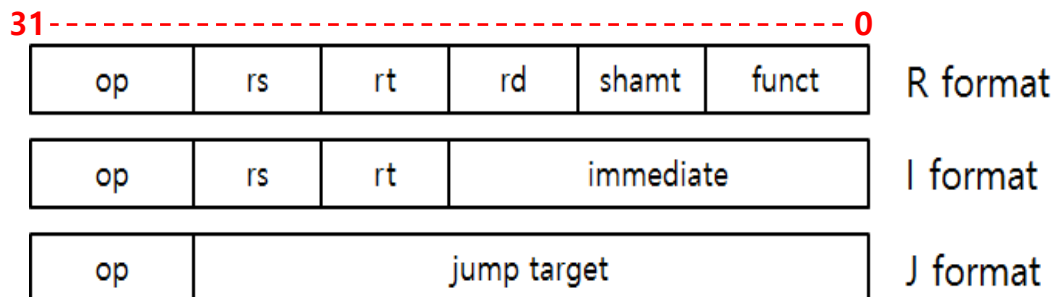 31 0
op rs rt rd shamt funct R format
op rs rt immediate I format
op jump target J format